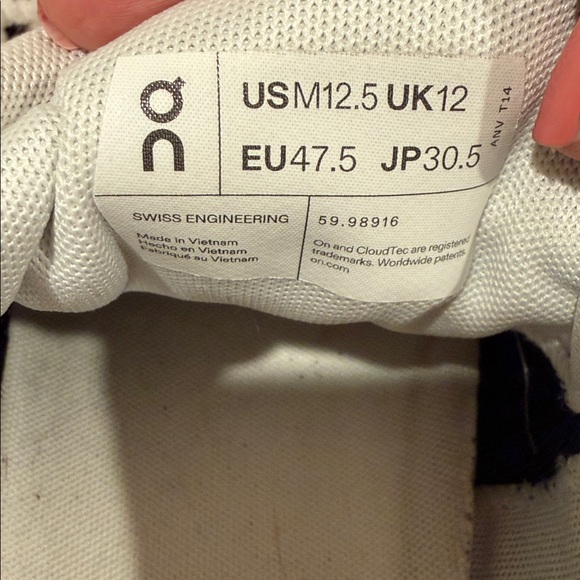 On
USM12.5 UK12
EU47.5 JP30.5
ANV T14
SWISS ENGINEERING
Made in Vietnam
Hecho en Vietnam
Fabriqué au Vietnam
59.98916
On and CloudTec are registered
trademarks. Worldwide patents.
on.com